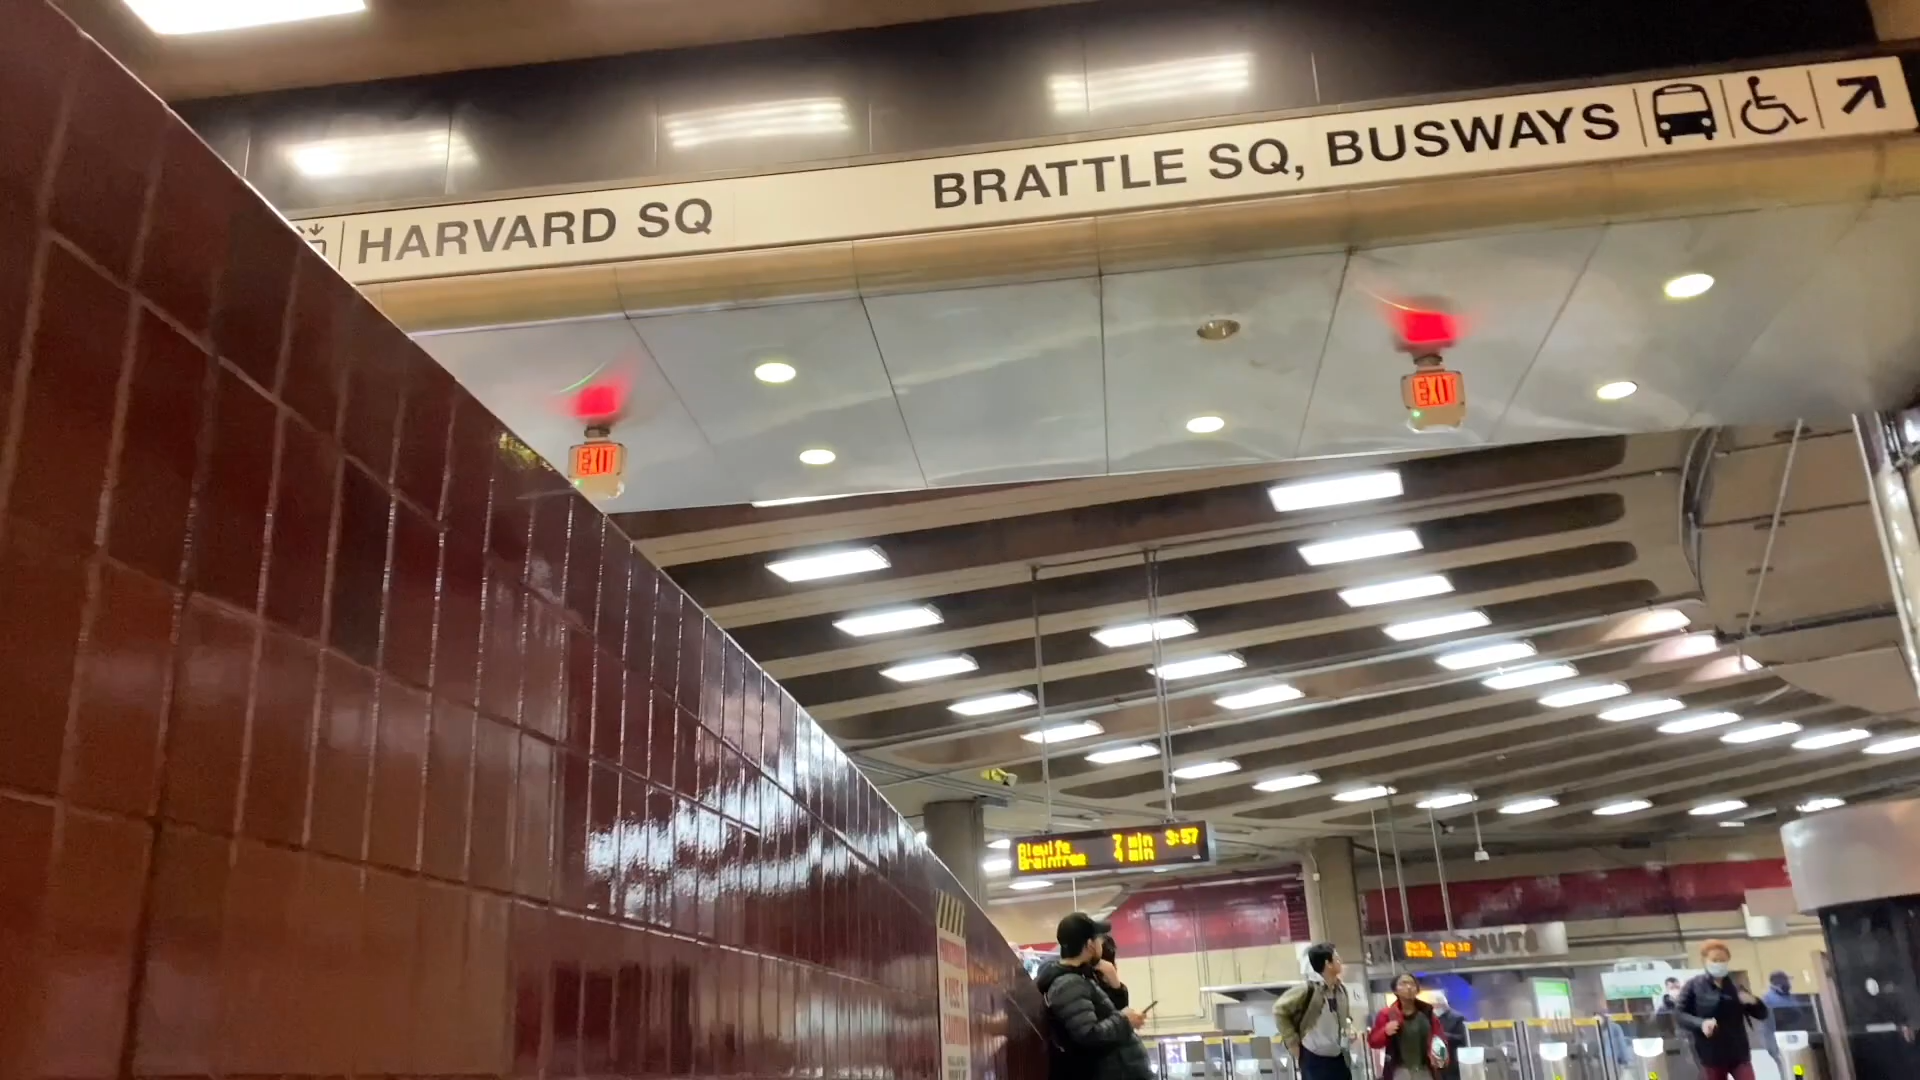 HARVARD SQ
BRATTLE SQ, BUSWAYS
EXIT
EXIT
Alewife 7 min 3:57
Braintree 4 min